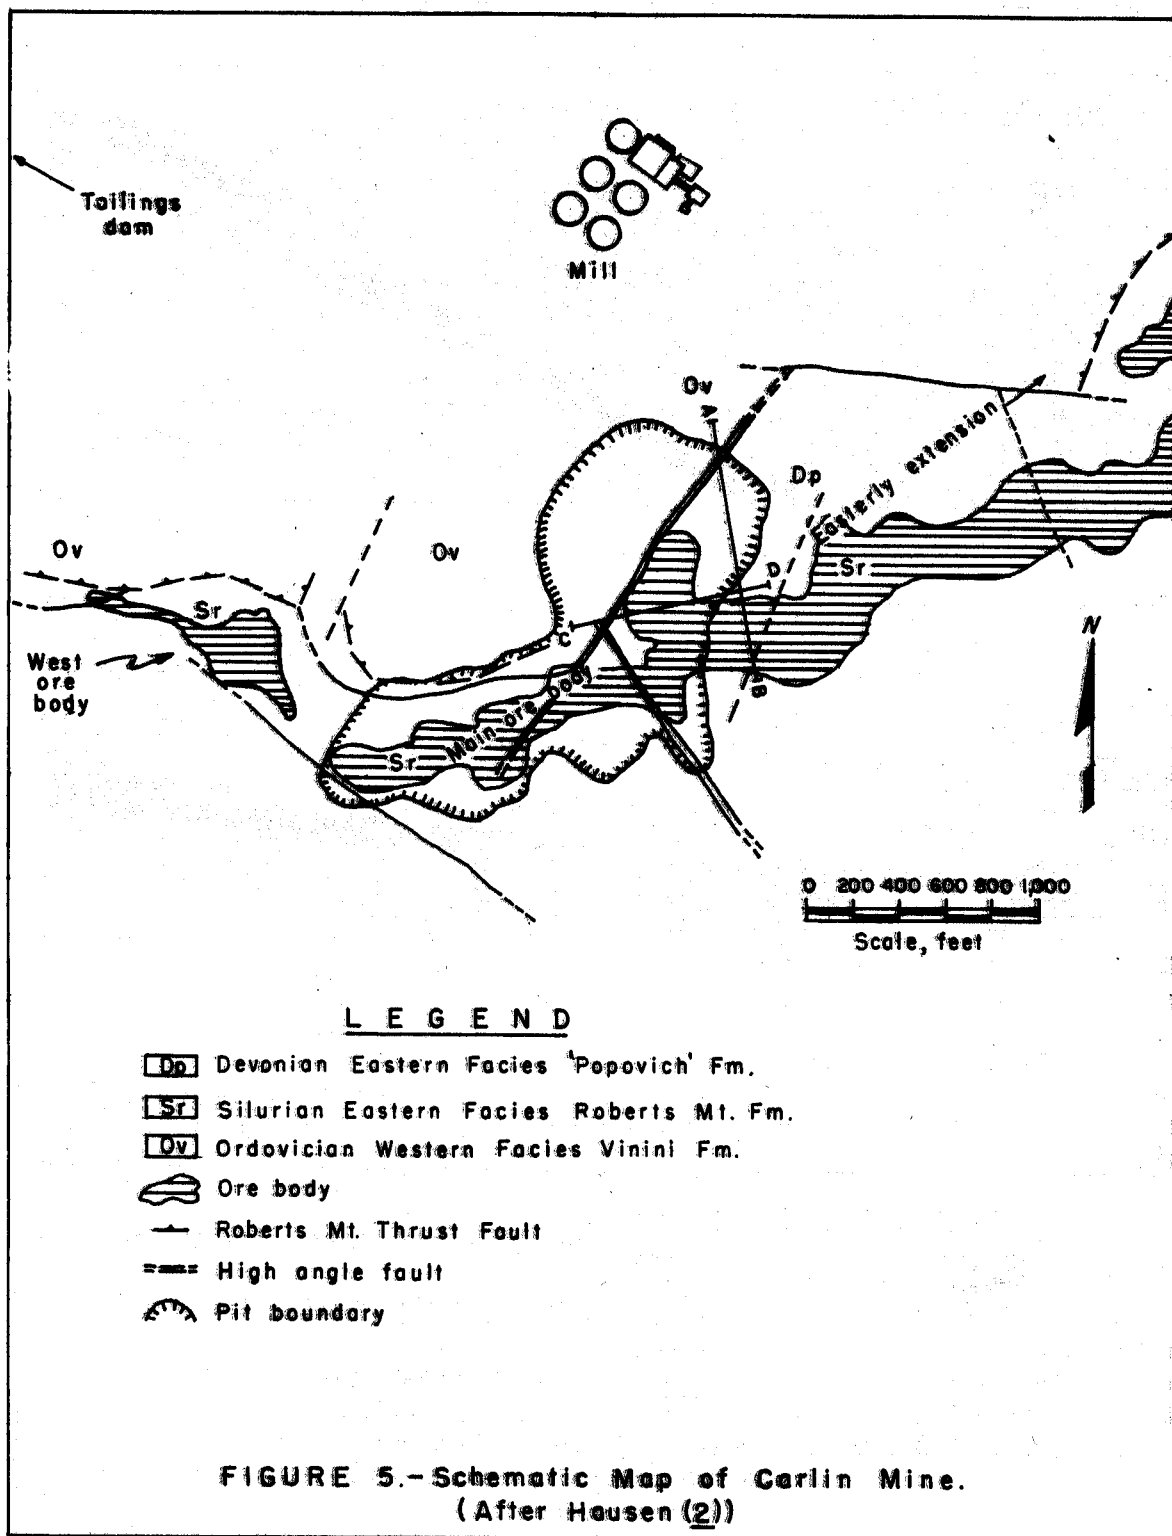 Tailings
dam
Mill
Ov
A
Dp
Easterly extension
Ov
Ov
D
Sr
Sr
C
N
West
ore
body
Main ore body
B
Sr
0 200 400 600 800 1,000
Scale, feet
LEGEND
Dp Devonian Eastern Facies 'Popovich' Fm.
Sr Silurian Eastern Facies Roberts Mt. Fm.
Ov Ordovician Western Facies Vinini Fm.
Ore body
Roberts Mt. Thrust Fault
High angle fault
Pit boundary
FIGURE 5.-Schematic Map of Carlin Mine.
(After Hausen (2))